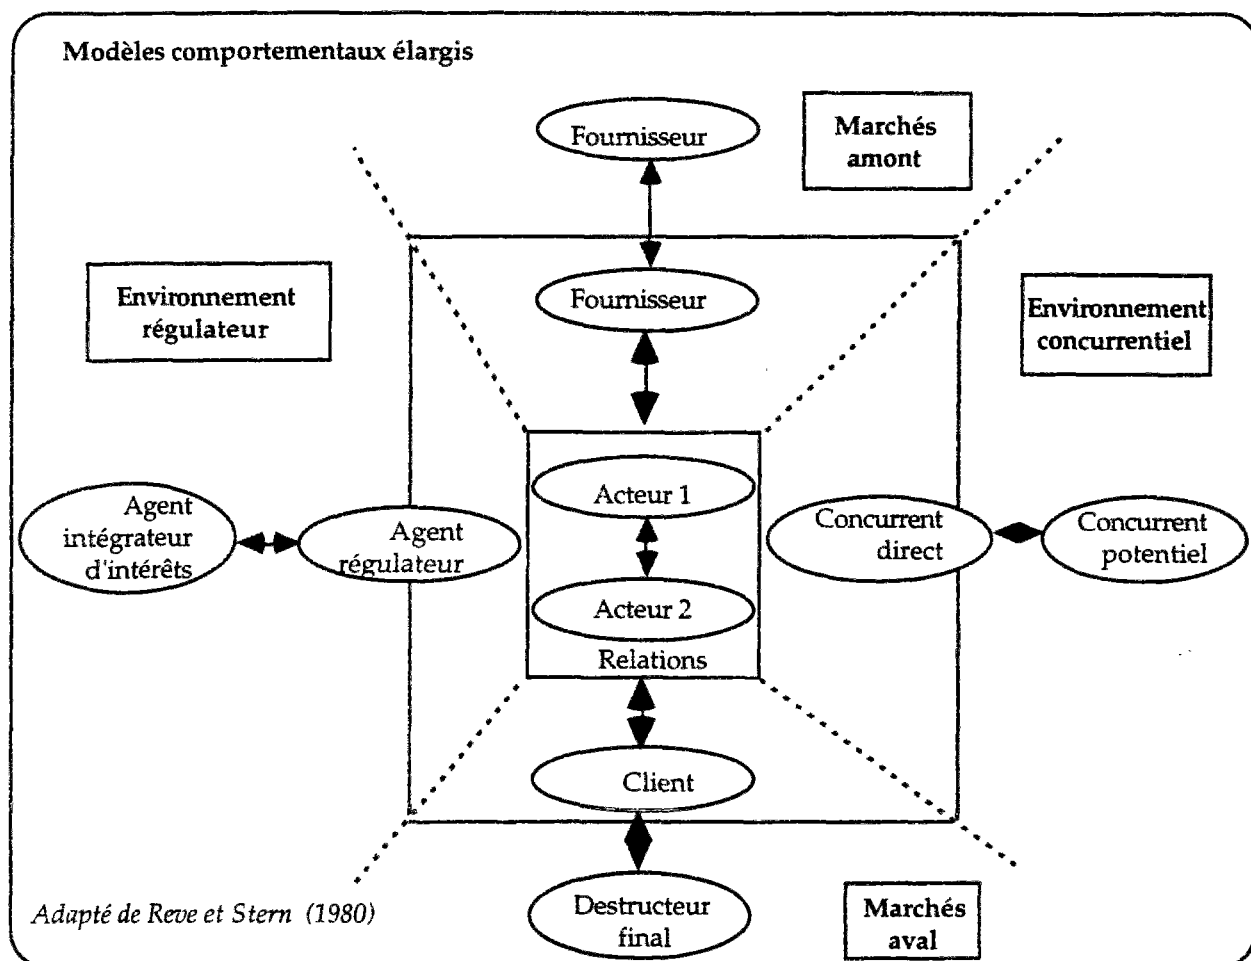 Modèles comportementaux élargis
Fournisseur
Marchés
amont
Environnement
régulateur
Fournisseur
Environnement
concurrentiel
Acteur 1
Agent
intégrateur
d'intérêts
Agent
régulateur
Concurrent
direct
Concurrent
potentiel
Acteur 2
Relations
Client
Adapté de Reve et Stern (1980)
Destructeur
final
Marchés
aval